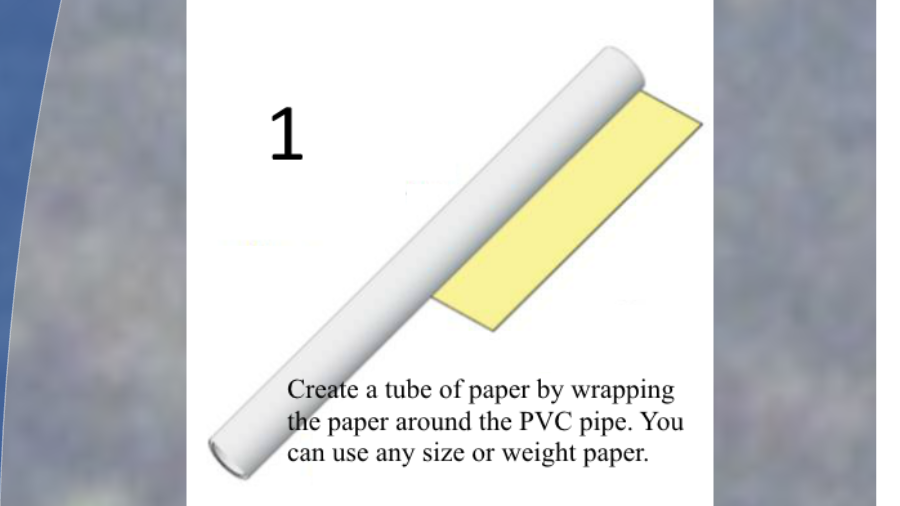 1
Create a tube of paper by wrapping
the paper around the PVC pipe. You
can use any size or weight paper.